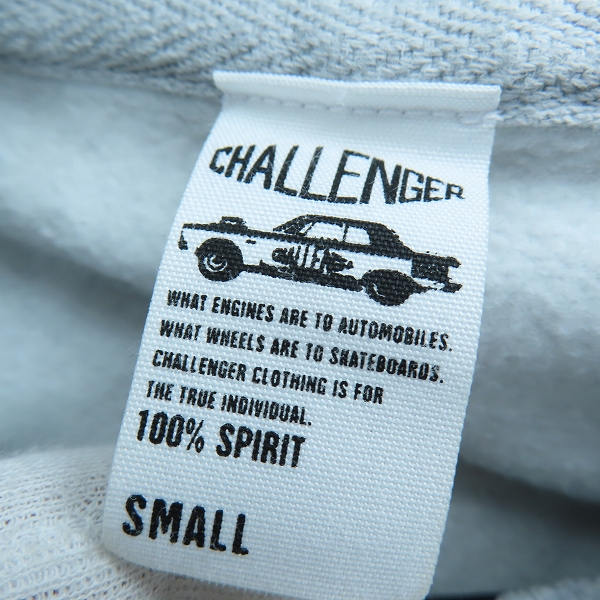 CHALLENGER
WHAT ENGINES ARE TO AUTOMOBILES.
WHAT WHEELS ARE TO SKATEBOARDS.
CHALLENGER CLOTHING IS FOR
THE TRUE INDIVIDUAL.
100% SPIRIT
SMALL